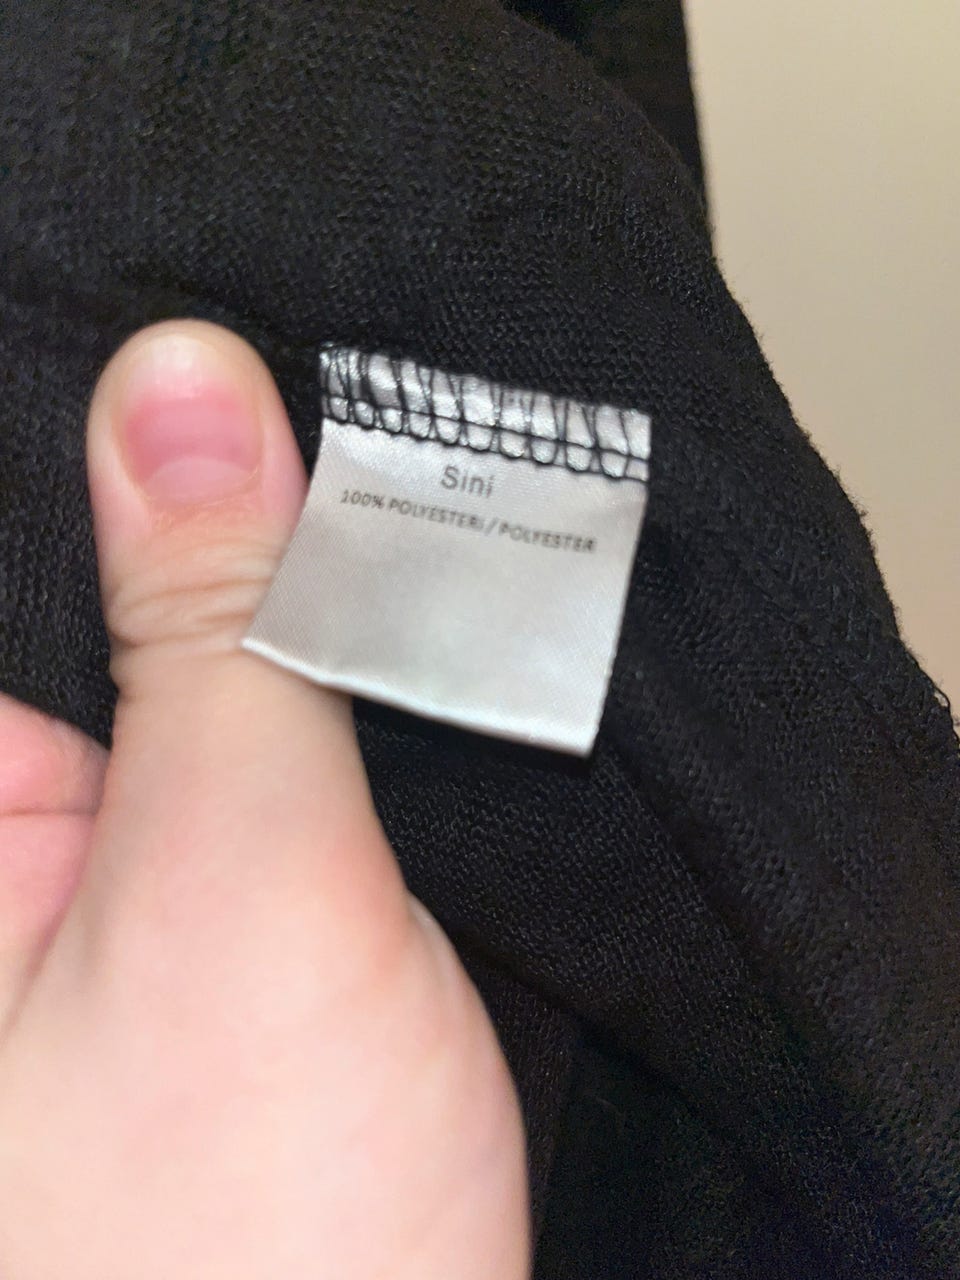 Sini
100% POLYESTERI / POLYESTER